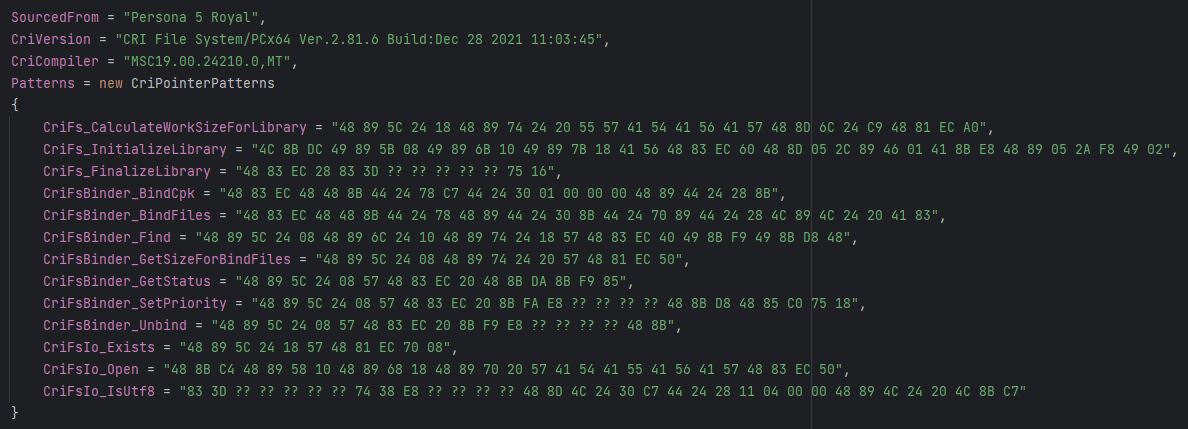 SourcedFrom = "Persona 5 Royal",
CriVersion = "CRI File System/PCx64 Ver.2.81.6 Build:Dec 28 2021 11:03:45",
CriCompiler = "MSC19.00.24210.0,MT",
Patterns = new CriPointerPatterns
{
    CriFs_CalculateWorkSizeForLibrary = "48 89 5C 24 18 48 89 74 24 20 55 57 41 54 41 56 41 57 48 8D 6C 24 C9 48 81 EC A0",
    CriFs_InitializeLibrary = "4C 8B DC 49 89 5B 08 49 89 6B 10 49 89 7B 18 41 56 48 83 EC 60 48 8D 05 2C 89 46 01 41 8B E8 48 89 05 2A F8 49 02",
    CriFs_FinalizeLibrary = "48 83 EC 28 83 3D ?? ?? ?? ?? ?? 75 16",
    CriFsBinder_BindCpk = "48 83 EC 48 48 8B 44 24 78 C7 44 24 30 01 00 00 00 48 89 44 24 28 8B",
    CriFsBinder_BindFiles = "48 83 EC 48 48 8B 44 24 78 48 89 44 24 30 8B 44 24 70 89 44 24 28 4C 89 4C 24 20 41 83",
    CriFsBinder_Find = "48 89 5C 24 08 48 89 6C 24 10 48 89 74 24 18 57 48 83 EC 40 49 8B F9 49 8B D8 48",
    CriFsBinder_GetSizeForBindFiles = "48 89 5C 24 08 48 89 74 24 20 57 48 81 EC 50",
    CriFsBinder_GetStatus = "48 89 5C 24 08 57 48 83 EC 20 48 8B DA 8B F9 85",
    CriFsBinder_SetPriority = "48 89 5C 24 08 57 48 83 EC 20 8B FA E8 ?? ?? ?? ?? 48 8B D8 48 85 C0 75 18",
    CriFsBinder_Unbind = "48 89 5C 24 08 57 48 83 EC 20 8B F9 E8 ?? ?? ?? ?? 48 8B",
    CriFsIo_Exists = "48 89 5C 24 18 57 48 81 EC 70 08",
    CriFsIo_Open = "48 8B C4 48 89 58 10 48 89 68 18 48 89 70 20 57 41 54 41 55 41 56 41 57 48 83 EC 50",
    CriFsIo_IsUtf8 = "83 3D ?? ?? ?? ?? ?? 74 38 E8 ?? ?? ?? ?? 48 8D 4C 24 30 C7 44 24 28 11 04 00 00 48 89 4C 24 20 4C 8B C7"
}